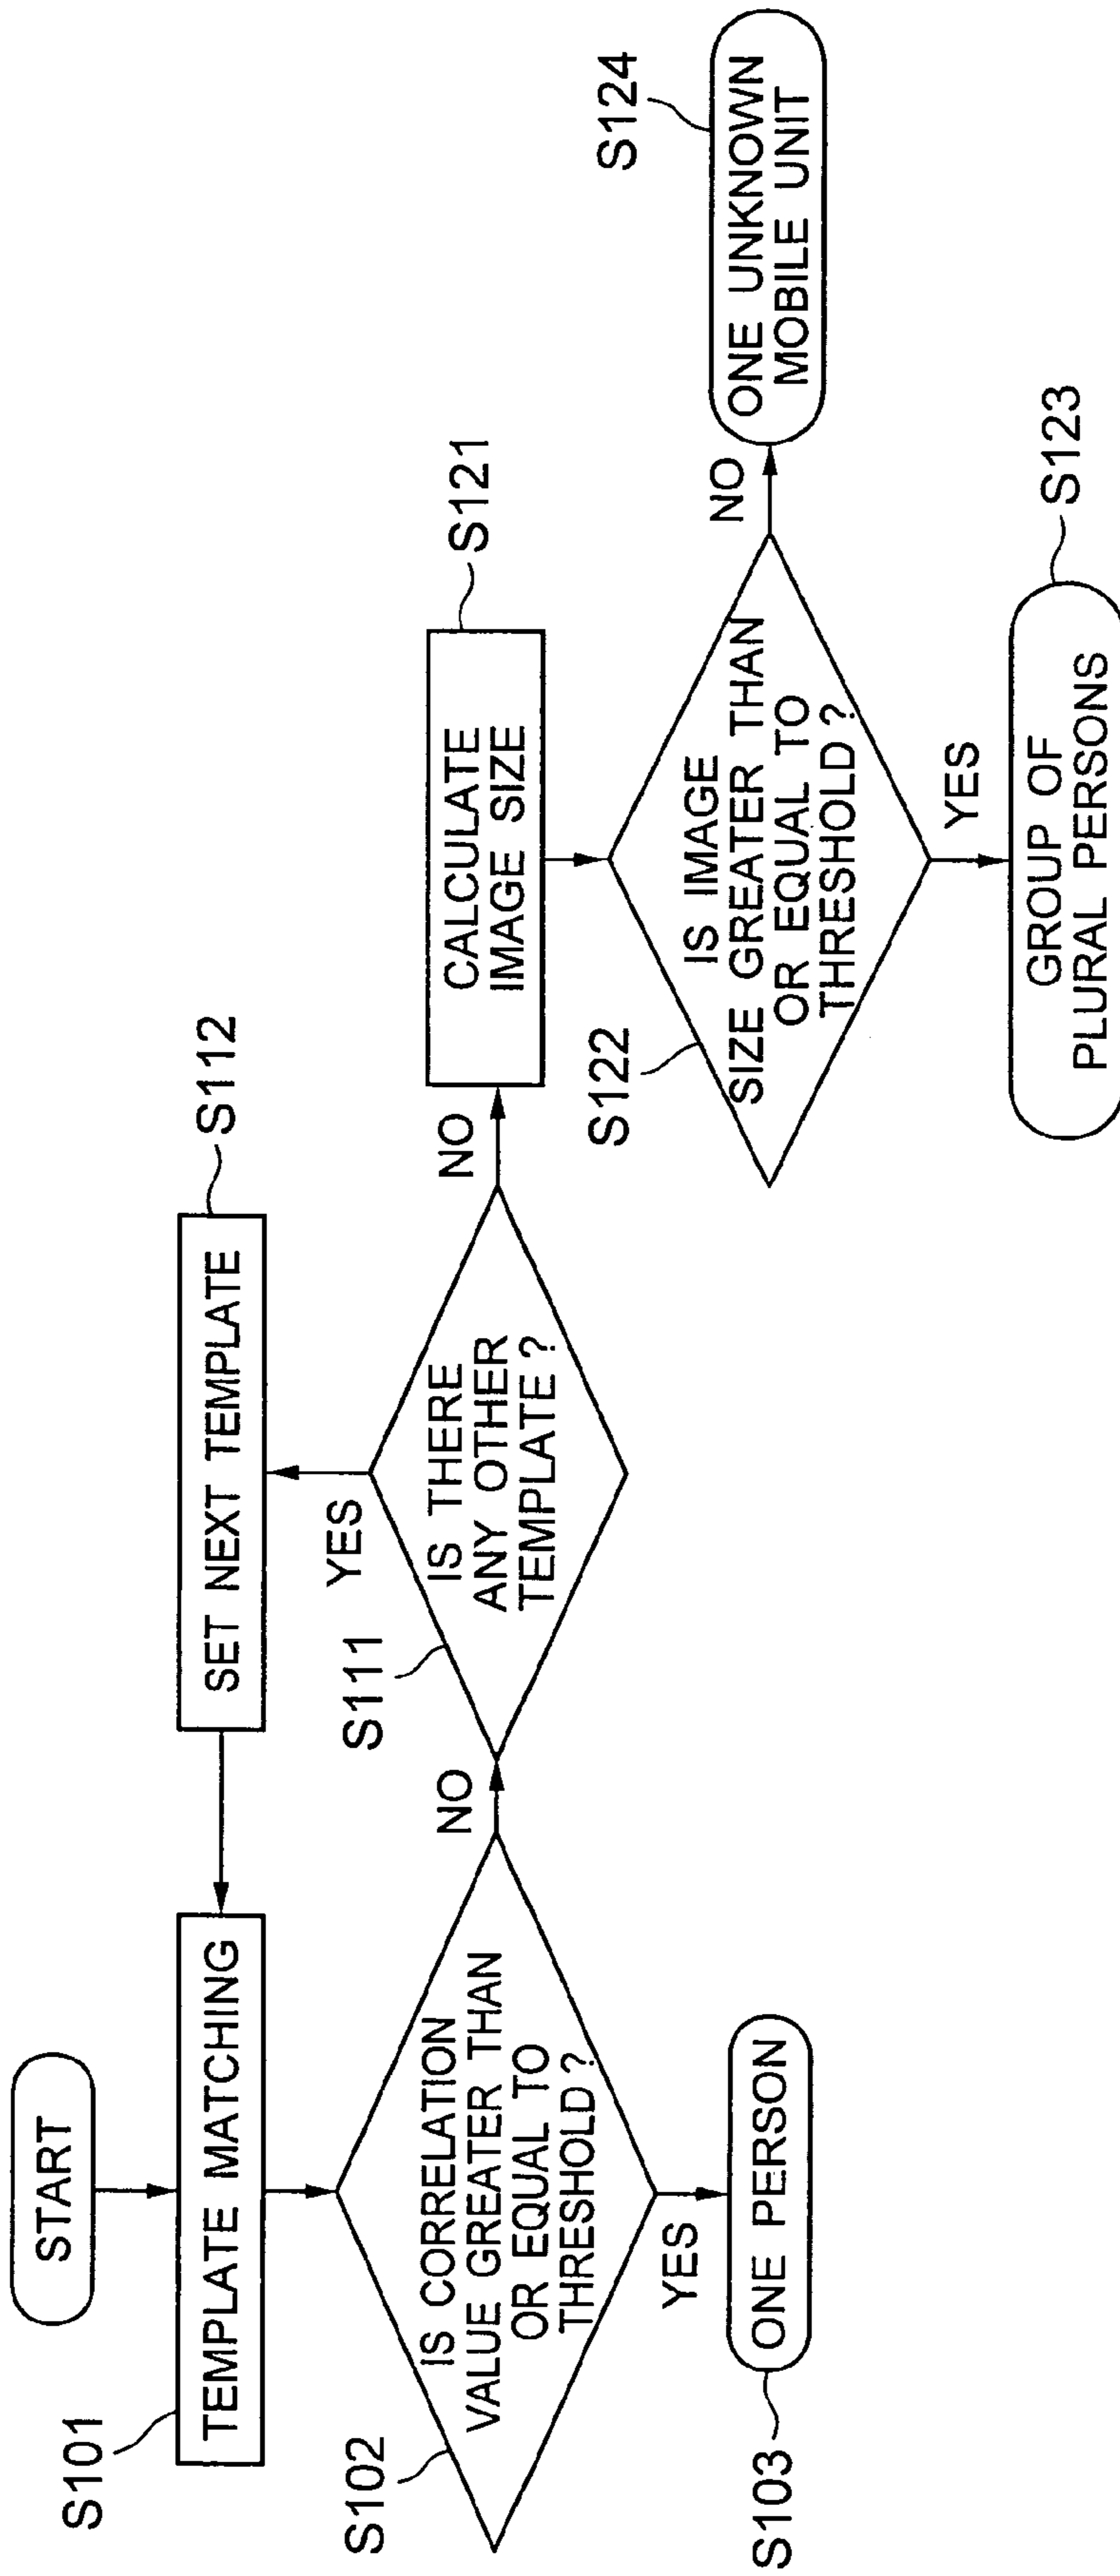 START
S101
TEMPLATE MATCHING
S102
IS CORRELATION
VALUE GREATER THAN
OR EQUAL TO
THRESHOLD ?
YES
S103
ONE PERSON
NO
S111
IS THERE
ANY OTHER
TEMPLATE ?
YES
SET NEXT TEMPLATE
S112
NO
CALCULATE
IMAGE SIZE
S121
S122
IS IMAGE
SIZE GREATER THAN
OR EQUAL TO
THRESHOLD ?
YES
GROUP OF
PLURAL PERSONS
S123
NO
ONE UNKNOWN
MOBILE UNIT
S124